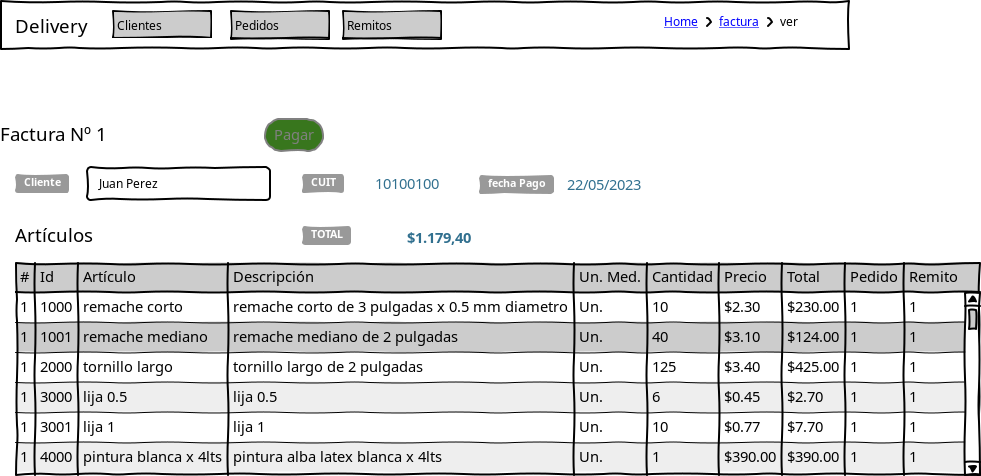 Delivery Clientes Pedidos Remitos Home factura ver
Factura Nº 1 Pagar
Cliente Juan Perez CUIT 10100100 fecha Pago 22/05/2023
Artículos TOTAL $1.179,40
# Id Artículo Descripción Un. Med. Cantidad Precio Total Pedido Remito
1 1000 remache corto remache corto de 3 pulgadas x 0.5 mm diametro Un. 10 $2.30 $230.00 1 1
1 1001 remache mediano remache mediano de 2 pulgadas Un. 40 $3.10 $124.00 1 1
1 2000 tornillo largo tornillo largo de 2 pulgadas Un. 125 $3.40 $425.00 1 1
1 3000 lija 0.5 lija 0.5 Un. 6 $0.45 $2.70 1 1
1 3001 lija 1 lija 1 Un. 10 $0.77 $7.70 1 1
1 4000 pintura blanca x 4lts pintura alba latex blanca x 4lts Un. 1 $390.00 $390.00 1 1